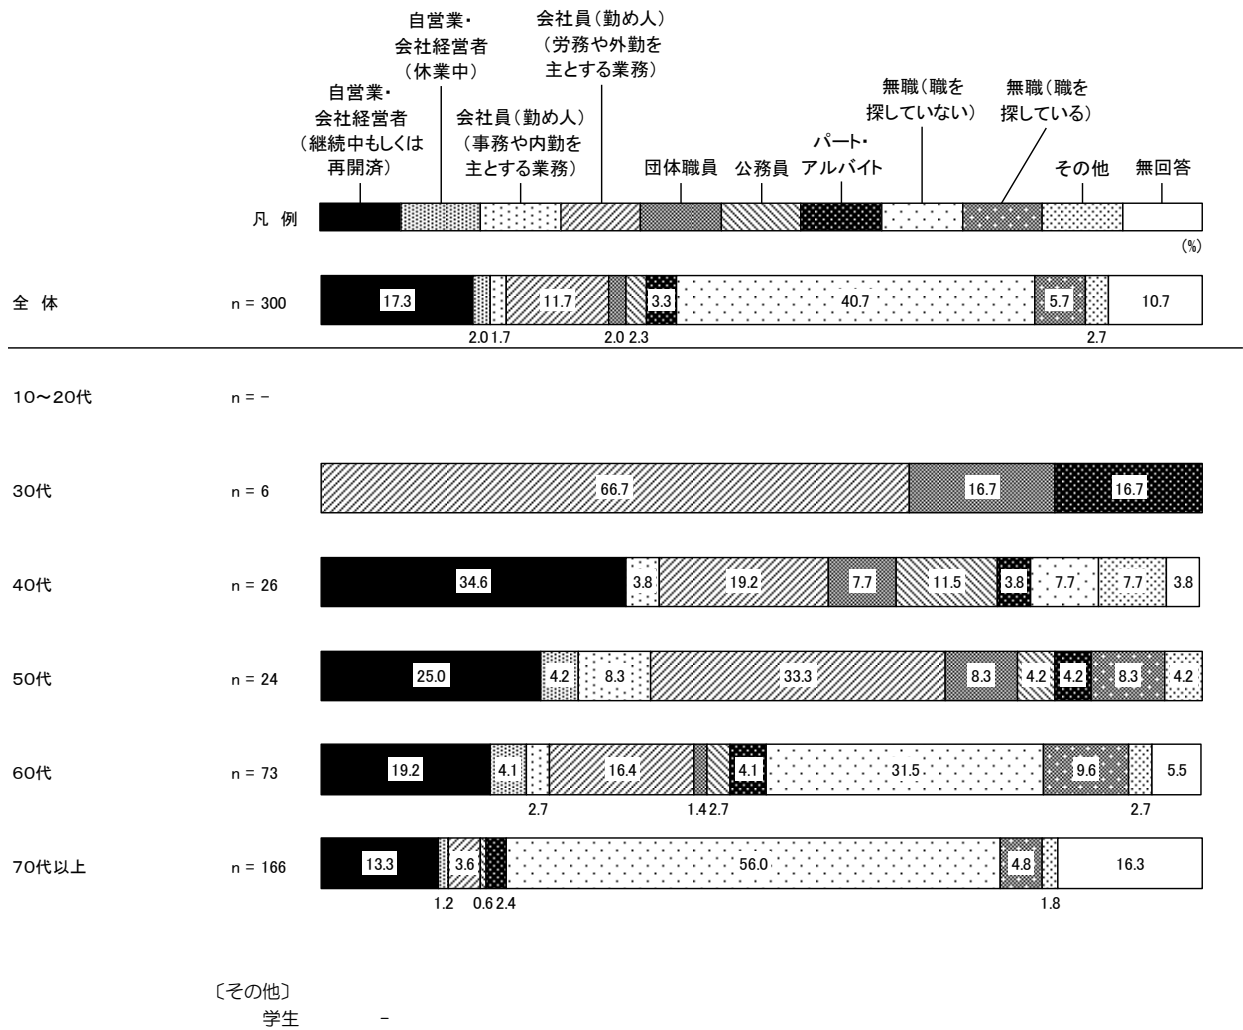 自営業・
会社経営者
（継続中もしくは
再開済）
自営業・
会社経営者
（休業中）
会社員（勤め人）
（事務や内勤を
主とする業務）
会社員（勤め人）
（労務や外勤を
主とする業務）
団体職員
公務員
パート・
アルバイト
無職（職を
探していない）
無職（職を
探している）
その他
無回答
凡 例
(%)
全 体 n = 300 17.3 11.7 3.3 40.7 5.7 10.7
2.0 1.7 2.0 2.3 2.7
10～20代 n = −
30代 n = 6 66.7 16.7 16.7
40代 n = 26 34.6 3.8 19.2 7.7 11.5 3.8 7.7 7.7 3.8
50代 n = 24 25.0 4.2 8.3 33.3 8.3 4.2 4.2 8.3 4.2
60代 n = 73 19.2 4.1 16.4 4.1 31.5 9.6 5.5
2.7 1.4 2.7 2.7
70代以上 n = 166 13.3 3.6 56.0 4.8 16.3
1.2 0.6 2.4 1.8
〔その他〕
学生 −